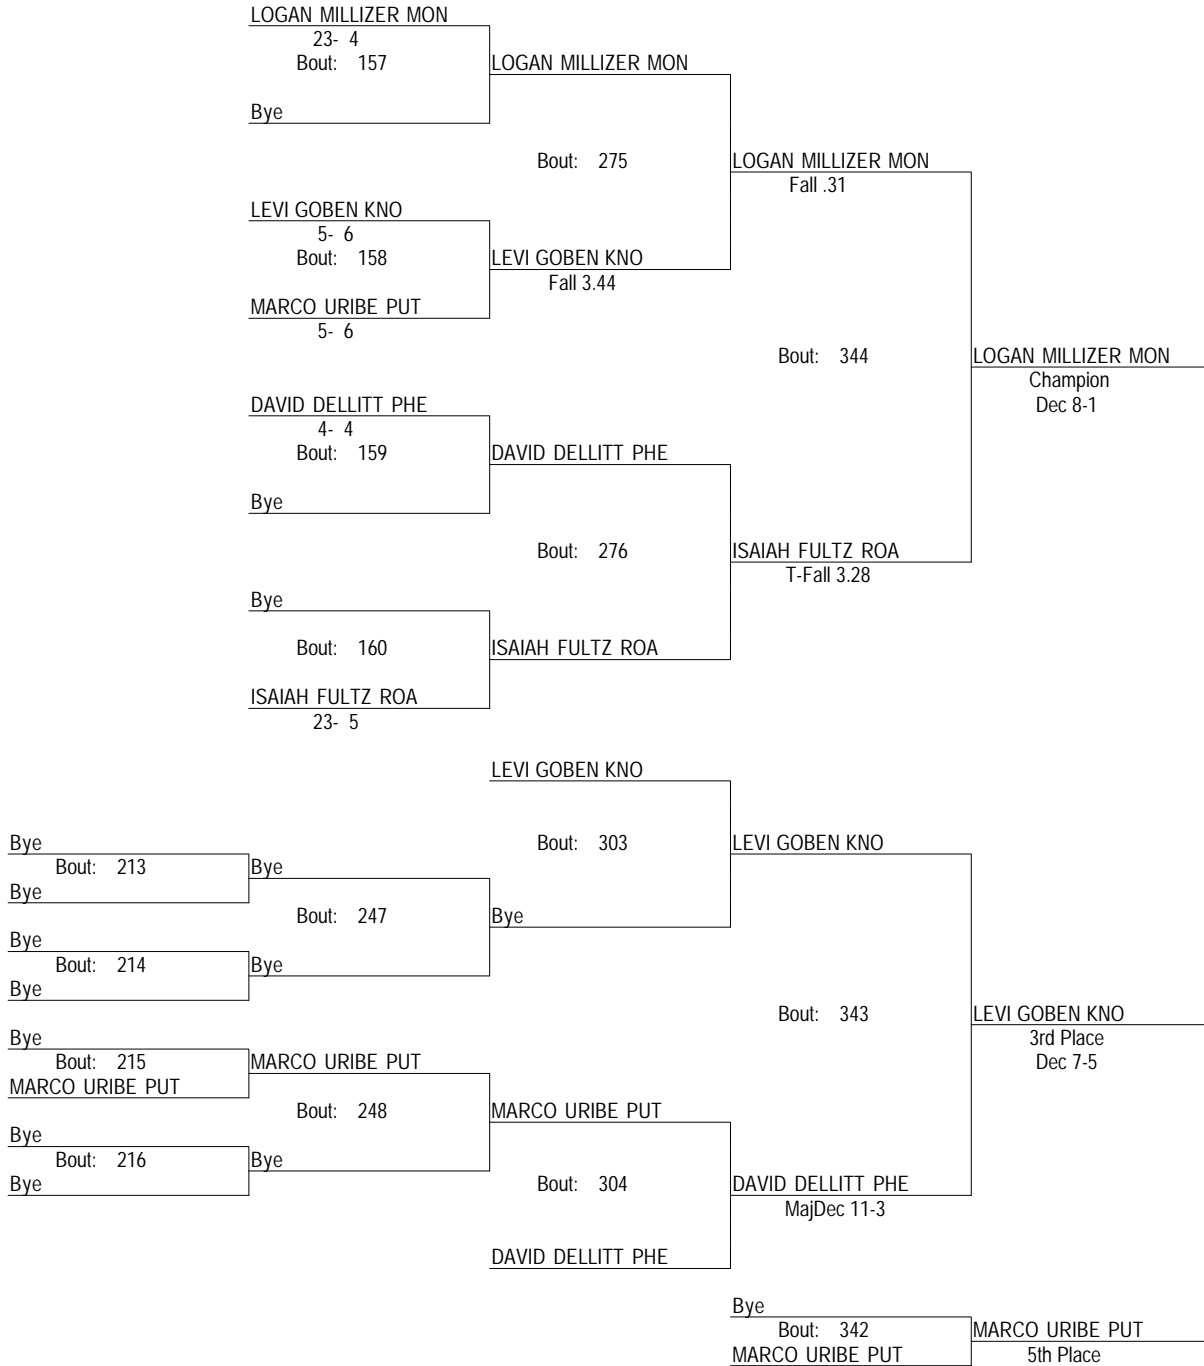 LOGAN MILLIZER MON
23- 4
Bout: 157
LOGAN MILLIZER MON
Bye
Bout: 275
LOGAN MILLIZER MON
Fall .31
LEVI GOBEN KNO
5- 6
Bout: 158
LEVI GOBEN KNO
Fall 3.44
MARCO URIBE PUT
5- 6
Bout: 344
LOGAN MILLIZER MON
Champion
Dec 8-1
DAVID DELLITT PHE
4- 4
Bout: 159
DAVID DELLITT PHE
Bye
Bout: 276
ISAIAH FULTZ ROA
T-Fall 3.28
Bye
Bout: 160
ISAIAH FULTZ ROA
ISAIAH FULTZ ROA
23- 5
LEVI GOBEN KNO
Bout: 303
LEVI GOBEN KNO
Bye
Bout: 213
Bye
Bye
Bout: 247
Bye
Bye
Bout: 214
Bye
Bye
Bout: 343
LEVI GOBEN KNO
3rd Place
Dec 7-5
Bye
Bout: 215
MARCO URIBE PUT
MARCO URIBE PUT
Bout: 248
MARCO URIBE PUT
Bye
Bout: 216
Bye
Bye
Bout: 304
DAVID DELLITT PHE
MajDec 11-3
DAVID DELLITT PHE
Bye
Bout: 342
MARCO URIBE PUT
MARCO URIBE PUT
5th Place